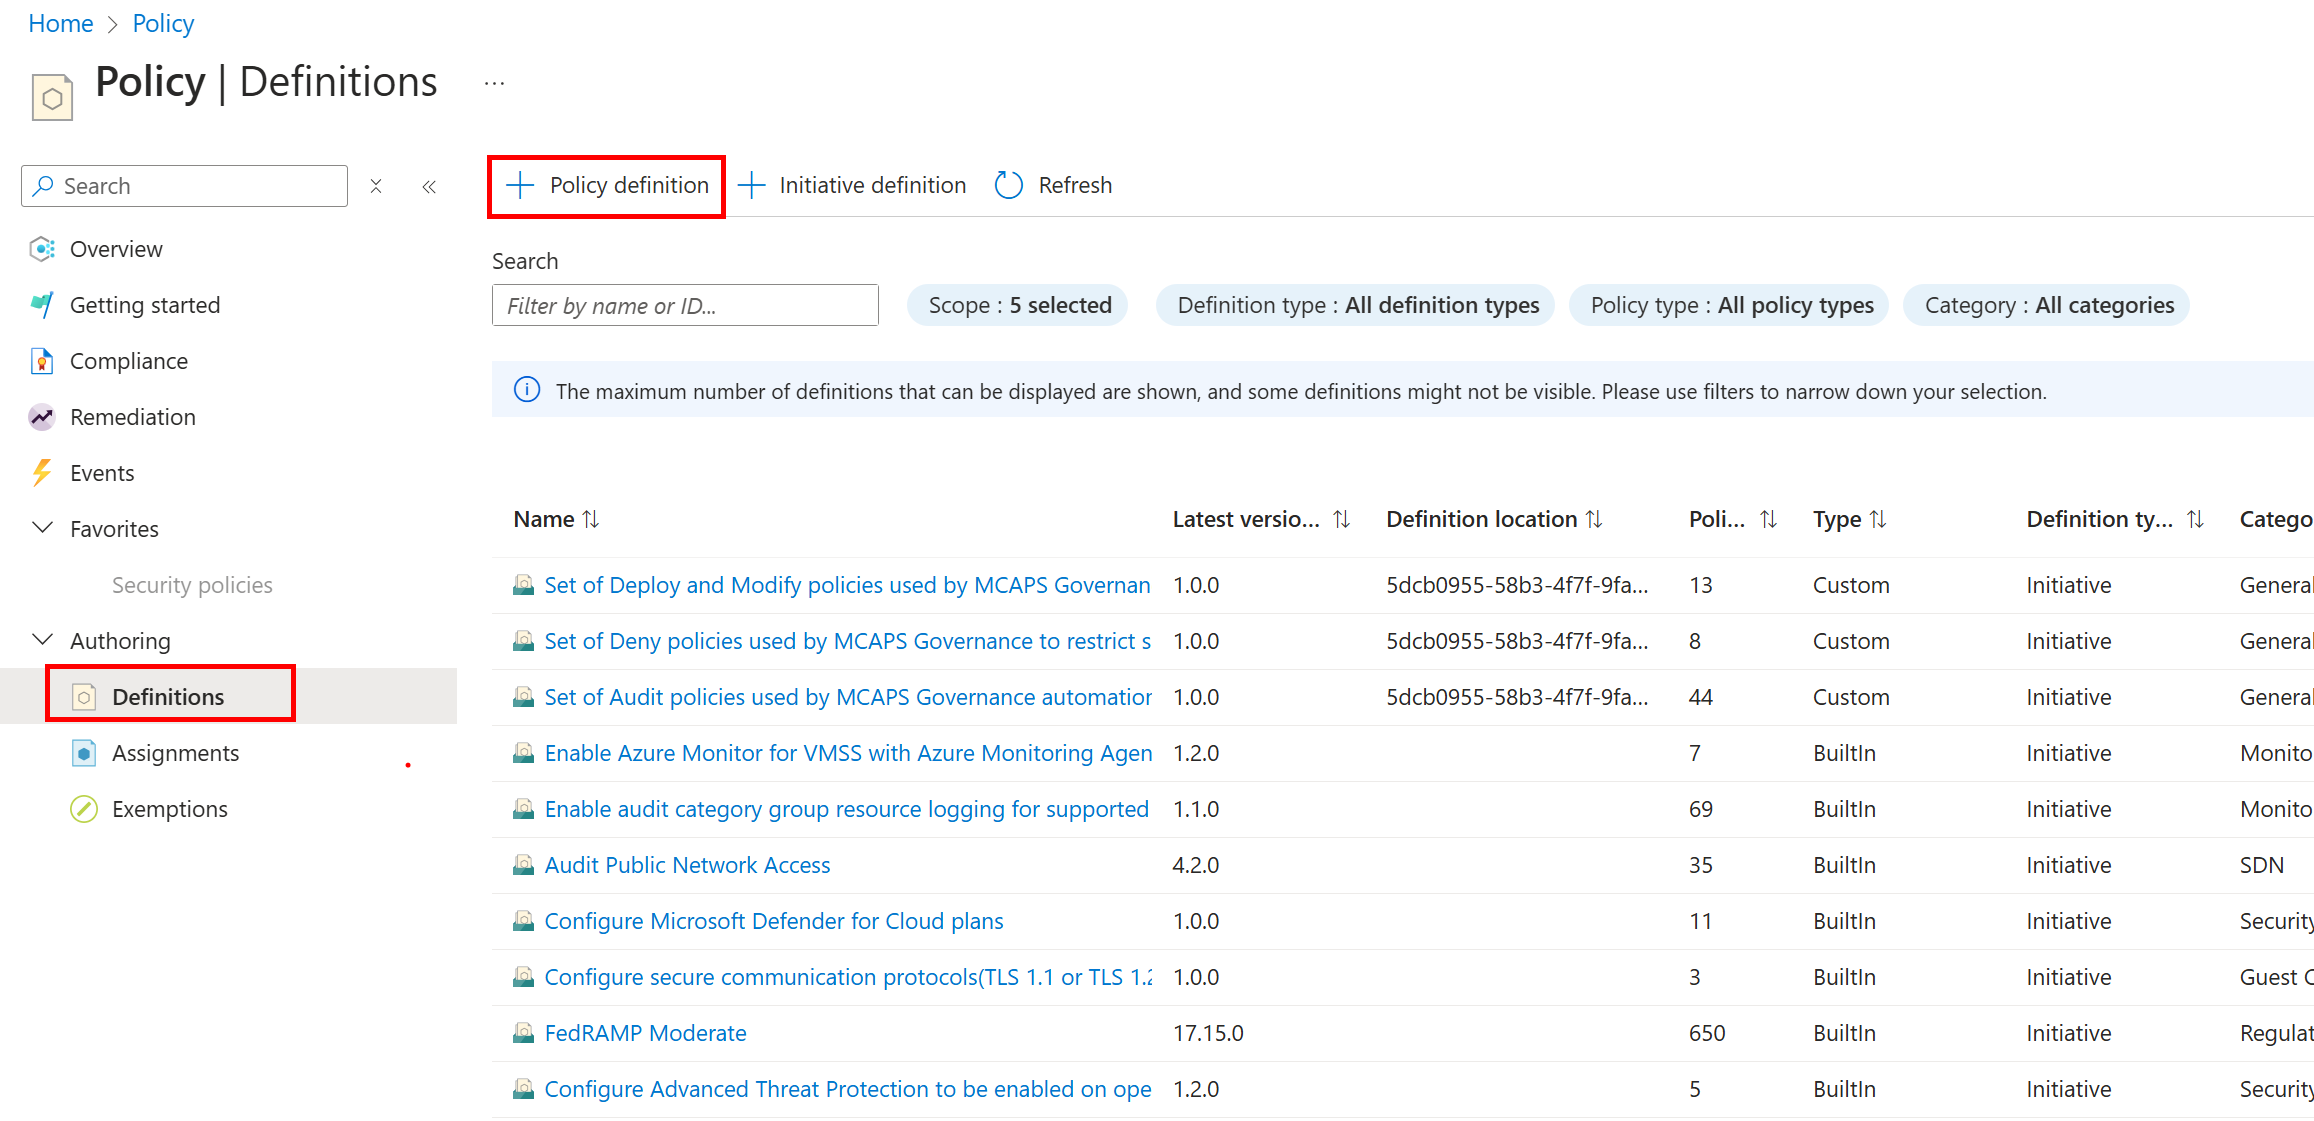 Home > Policy
Policy | Definitions ...
Search
Overview
Getting started
Compliance
Remediation
Events
Favorites
Security policies
Authoring
Definitions
Assignments
Exemptions
Policy definition Initiative definition Refresh
Search
Filter by name or ID...
Scope : 5 selected
Definition type : All definition types
Policy type : All policy types
Category : All categories
The maximum number of definitions that can be displayed are shown, and some definitions might not be visible. Please use filters to narrow down your selection.
Name Latest versio... Definition location Poli... Type Definition ty... Catego
Set of Deploy and Modify policies used by MCAPS Governan 1.0.0 5dcb0955-58b3-4f7f-9fa... 13 Custom Initiative General
Set of Deny policies used by MCAPS Governance to restrict s 1.0.0 5dcb0955-58b3-4f7f-9fa... 8 Custom Initiative General
Set of Audit policies used by MCAPS Governance automation 1.0.0 5dcb0955-58b3-4f7f-9fa... 44 Custom Initiative General
Enable Azure Monitor for VMSS with Azure Monitoring Agen 1.2.0 7 BuiltIn Initiative Monito
Enable audit category group resource logging for supported 1.1.0 69 BuiltIn Initiative Monito
Audit Public Network Access 4.2.0 35 BuiltIn Initiative SDN
Configure Microsoft Defender for Cloud plans 1.0.0 11 BuiltIn Initiative Security
Configure secure communication protocols(TLS 1.1 or TLS 1.2 1.0.0 3 BuiltIn Initiative Guest C
FedRAMP Moderate 17.15.0 650 BuiltIn Initiative Regulat
Configure Advanced Threat Protection to be enabled on ope 1.2.0 5 BuiltIn Initiative Security